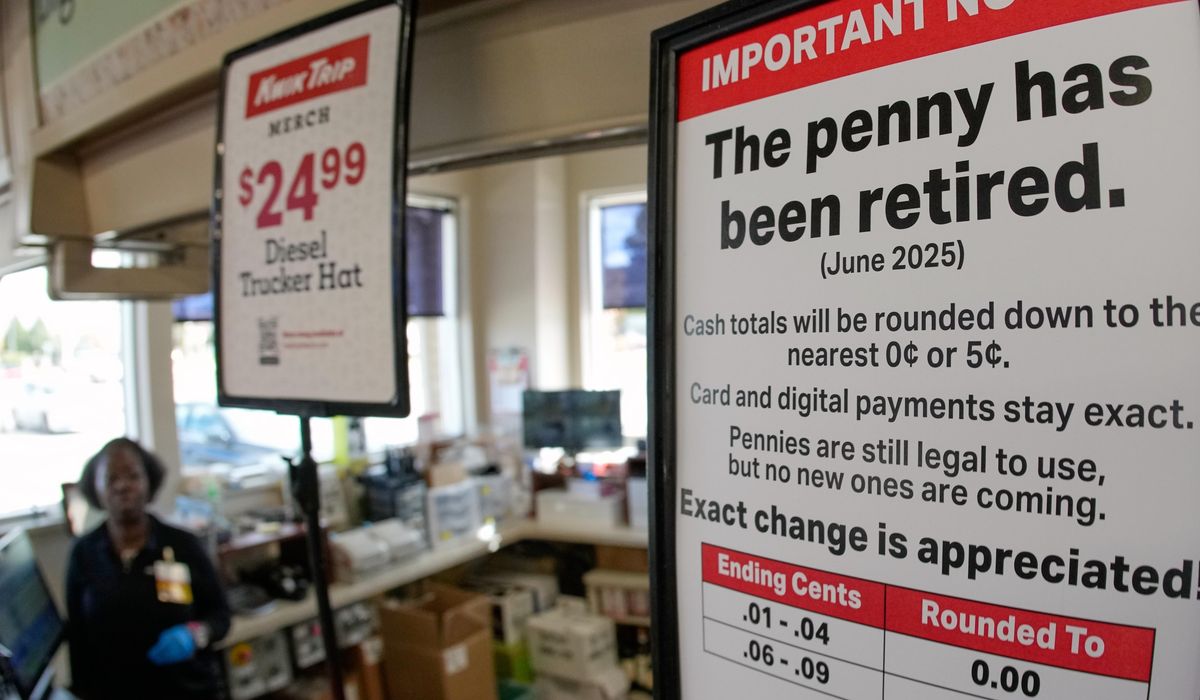 KWIK TRIP
MERCH
$24.99
Diesel
Trucker Hat
IMPORTANT
The penny has
been retired.
(June 2025)
Cash totals will be rounded down to the
nearest 0¢ or 5¢.
Card and digital payments stay exact.
Pennies are still legal to use,
but no new ones are coming.
Exact change is appreciated!
Ending Cents Rounded To
.01 - .04 0.00
.06 - .09